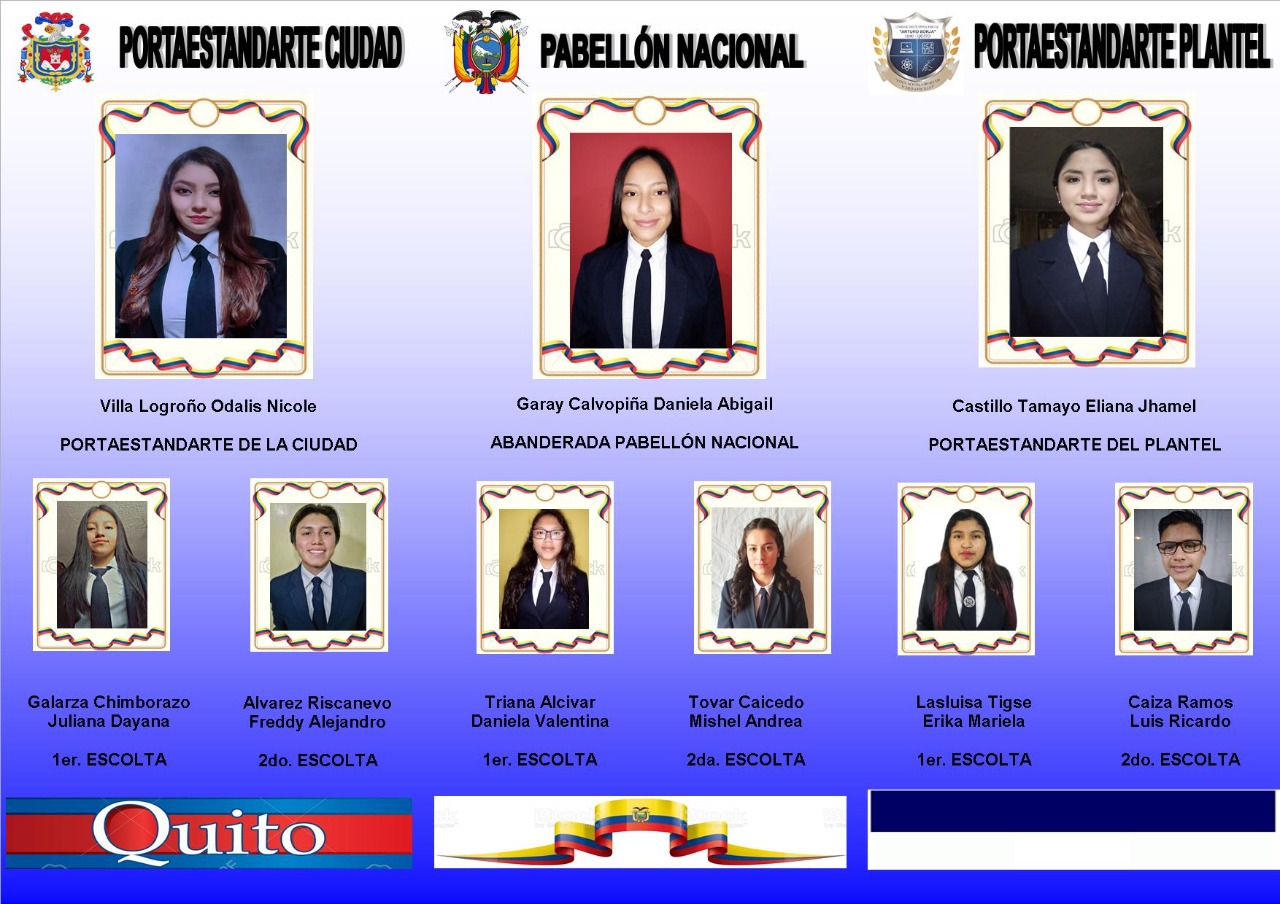 PORTAESTANDARTE CIUDAD
PABELLÓN NACIONAL
"ARTURO BORJA"
PORTAESTANDARTE PLANTEL
Villa Logroño Odalis Nicole
PORTAESTANDARTE DE LA CIUDAD
Garay Calvopiña Daniela Abigail
ABANDERADA PABELLÓN NACIONAL
Castillo Tamayo Eliana Jhamel
PORTAESTANDARTE DEL PLANTEL
Galarza Chimborazo
Juliana Dayana
1er. ESCOLTA
Alvarez Riscanevo
Freddy Alejandro
2do. ESCOLTA
Triana Alcivar
Daniela Valentina
1er. ESCOLTA
Tovar Caicedo
Mishel Andrea
2da. ESCOLTA
Lasluisa Tigse
Erika Mariela
1er. ESCOLTA
Caiza Ramos
Luis Ricardo
2do. ESCOLTA
Quito